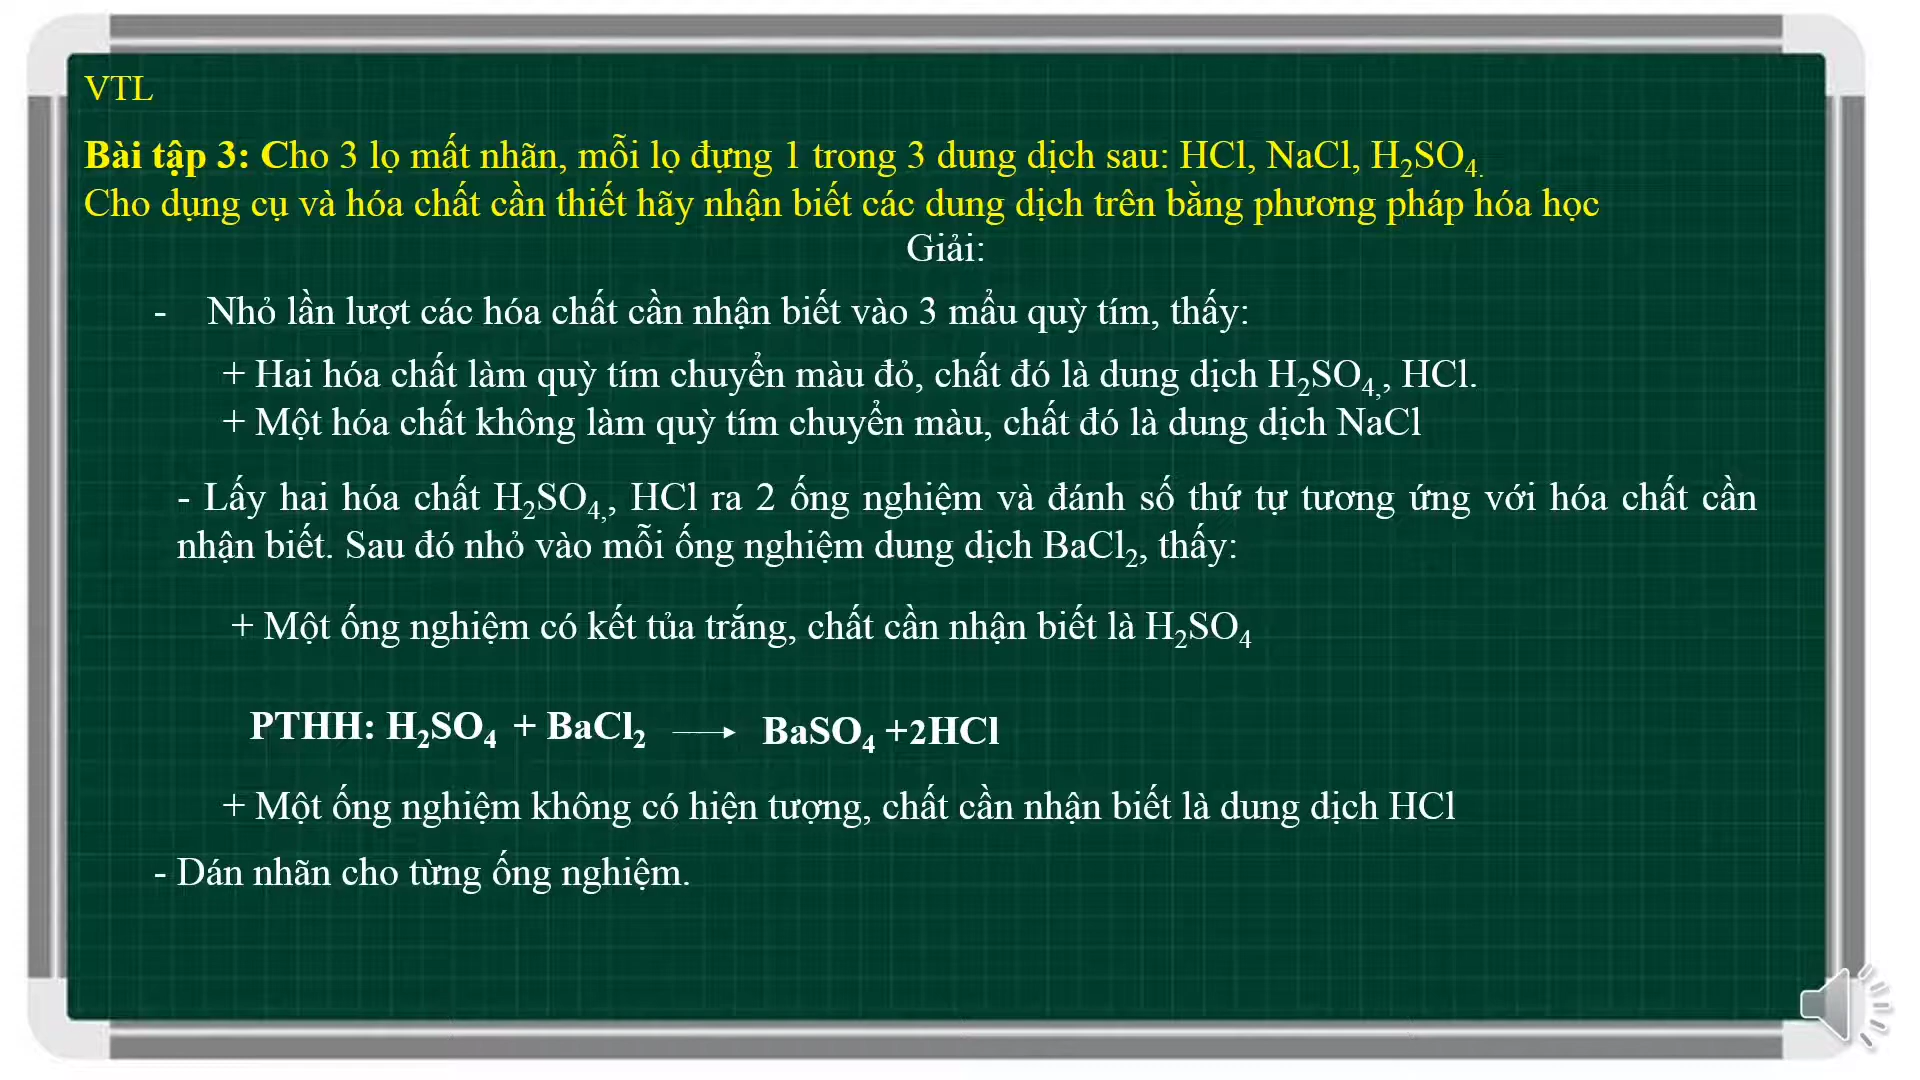 VTL
Bài tập 3: Cho 3 lọ mất nhãn, mỗi lọ đựng 1 trong 3 dung dịch sau: HCl, NaCl, H₂SO₄.
Cho dụng cụ và hóa chất cần thiết hãy nhận biết các dung dịch trên bằng phương pháp hóa học
Giải:
- Nhỏ lần lượt các hóa chất cần nhận biết vào 3 mẩu quỳ tím, thấy:
+ Hai hóa chất làm quỳ tím chuyển màu đỏ, chất đó là dung dịch H₂SO₄,, HCl.
+ Một hóa chất không làm quỳ tím chuyển màu, chất đó là dung dịch NaCl
- Lấy hai hóa chất H₂SO₄,, HCl ra 2 ống nghiệm và đánh số thứ tự tương ứng với hóa chất cần
nhận biết. Sau đó nhỏ vào mỗi ống nghiệm dung dịch BaCl₂, thấy:
+ Một ống nghiệm có kết tủa trắng, chất cần nhận biết là H₂SO₄
PTHH: H₂SO₄ + BaCl₂ → BaSO₄ +2HCl
+ Một ống nghiệm không có hiện tượng, chất cần nhận biết là dung dịch HCl
- Dán nhãn cho từng ống nghiệm.